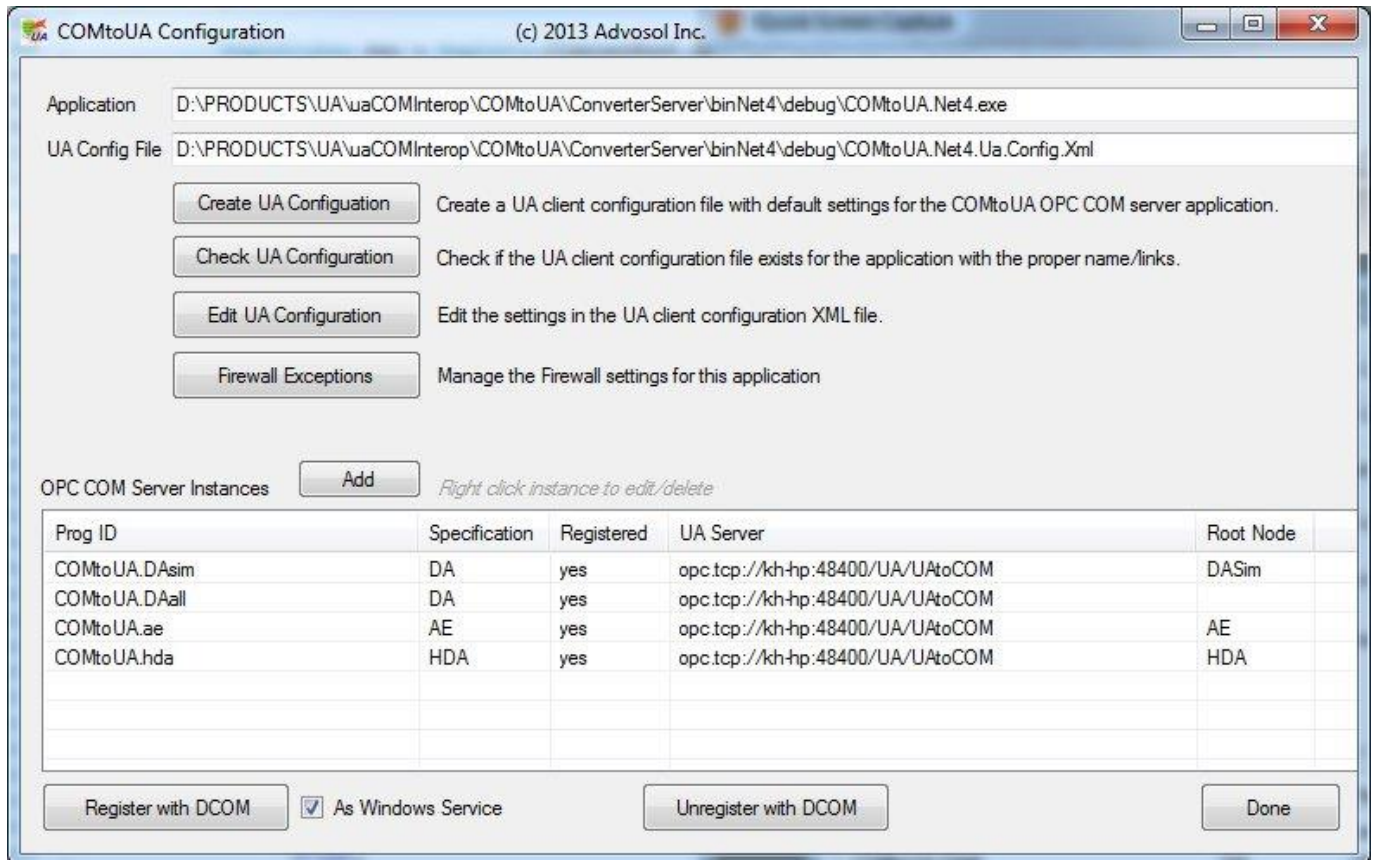 COMtoUA Configuration (c) 2013 Advosol Inc.
Application D:\PRODUCTS\UA\uaCOMInterop\COMtoUA\ConverterServer\binNet4\debug\COMtoUA.Net4.exe
UA Config File D:\PRODUCTS\UA\uaCOMInterop\COMtoUA\ConverterServer\binNet4\debug\COMtoUA.Net4.Ua.Config.Xml
Create UA Configuation Create a UA client configuration file with default settings for the COMtoUA OPC COM server application.
Check UA Configuration Check if the UA client configuration file exists for the application with the proper name/links.
Edit UA Configuration Edit the settings in the UA client configuration XML file.
Firewall Exceptions Manage the Firewall settings for this application
OPC COM Server Instances Add Right click instance to edit/delete
Prog ID Specification Registered UA Server Root Node
COMtoUA.DAsim DA yes opc.tcp://kh-hp:48400/UA/UAtoCOM DASim
COMtoUA.DAall DA yes opc.tcp://kh-hp:48400/UA/UAtoCOM
COMtoUA.ae AE yes opc.tcp://kh-hp:48400/UA/UAtoCOM AE
COMtoUA.hda HDA yes opc.tcp://kh-hp:48400/UA/UAtoCOM HDA
Register with DCOM As Windows Service Unregister with DCOM Done